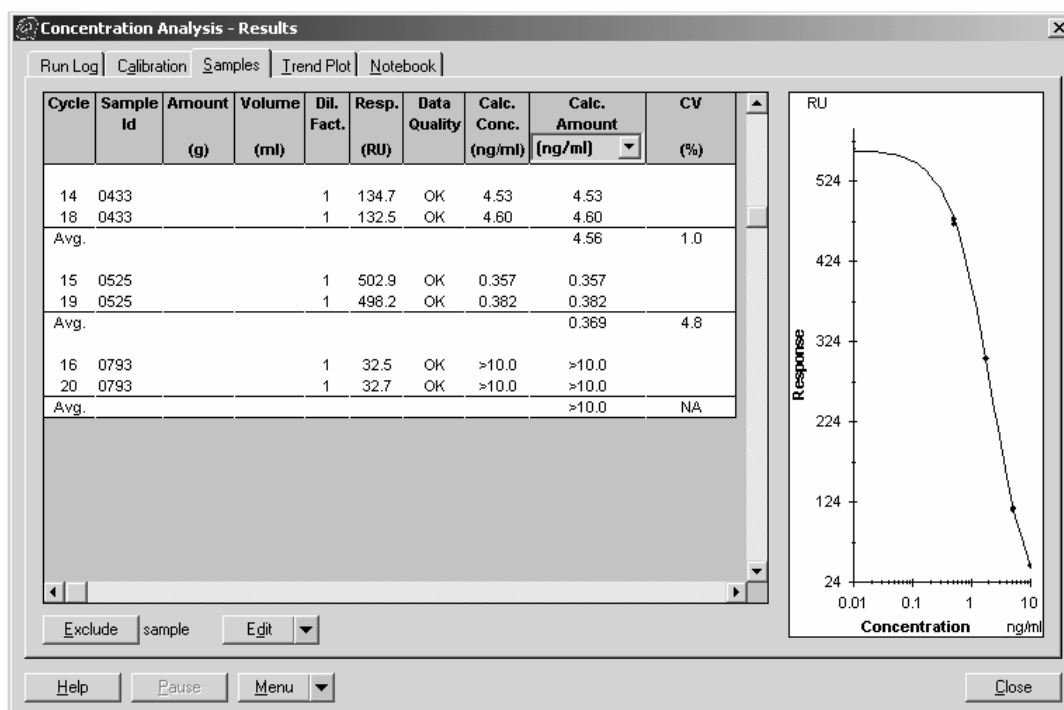 Concentration Analysis - Results
Run Log Calibration Samples Trend Plot Notebook
Cycle Sample Id Amount (g) Volume (ml) Dil. Fact. Resp. (RU) Data Quality Calc. Conc. (ng/ml) Calc. Amount (ng/ml) CV (%)
14 0433 1 134.7 OK 4.53 4.53
18 0433 1 132.5 OK 4.60 4.60
Avg. 4.56 1.0
15 0525 1 502.9 OK 0.357 0.357
19 0525 1 498.2 OK 0.382 0.382
Avg. 0.369 4.8
16 0793 1 32.5 OK >10.0 >10.0
20 0793 1 32.7 OK >10.0 >10.0
Avg. >10.0 NA
RU
524
424
324
224
124
24
Response
0.01 0.1 1 10
Concentration ng/ml
Exclude sample Edit
Help Pause Menu Close